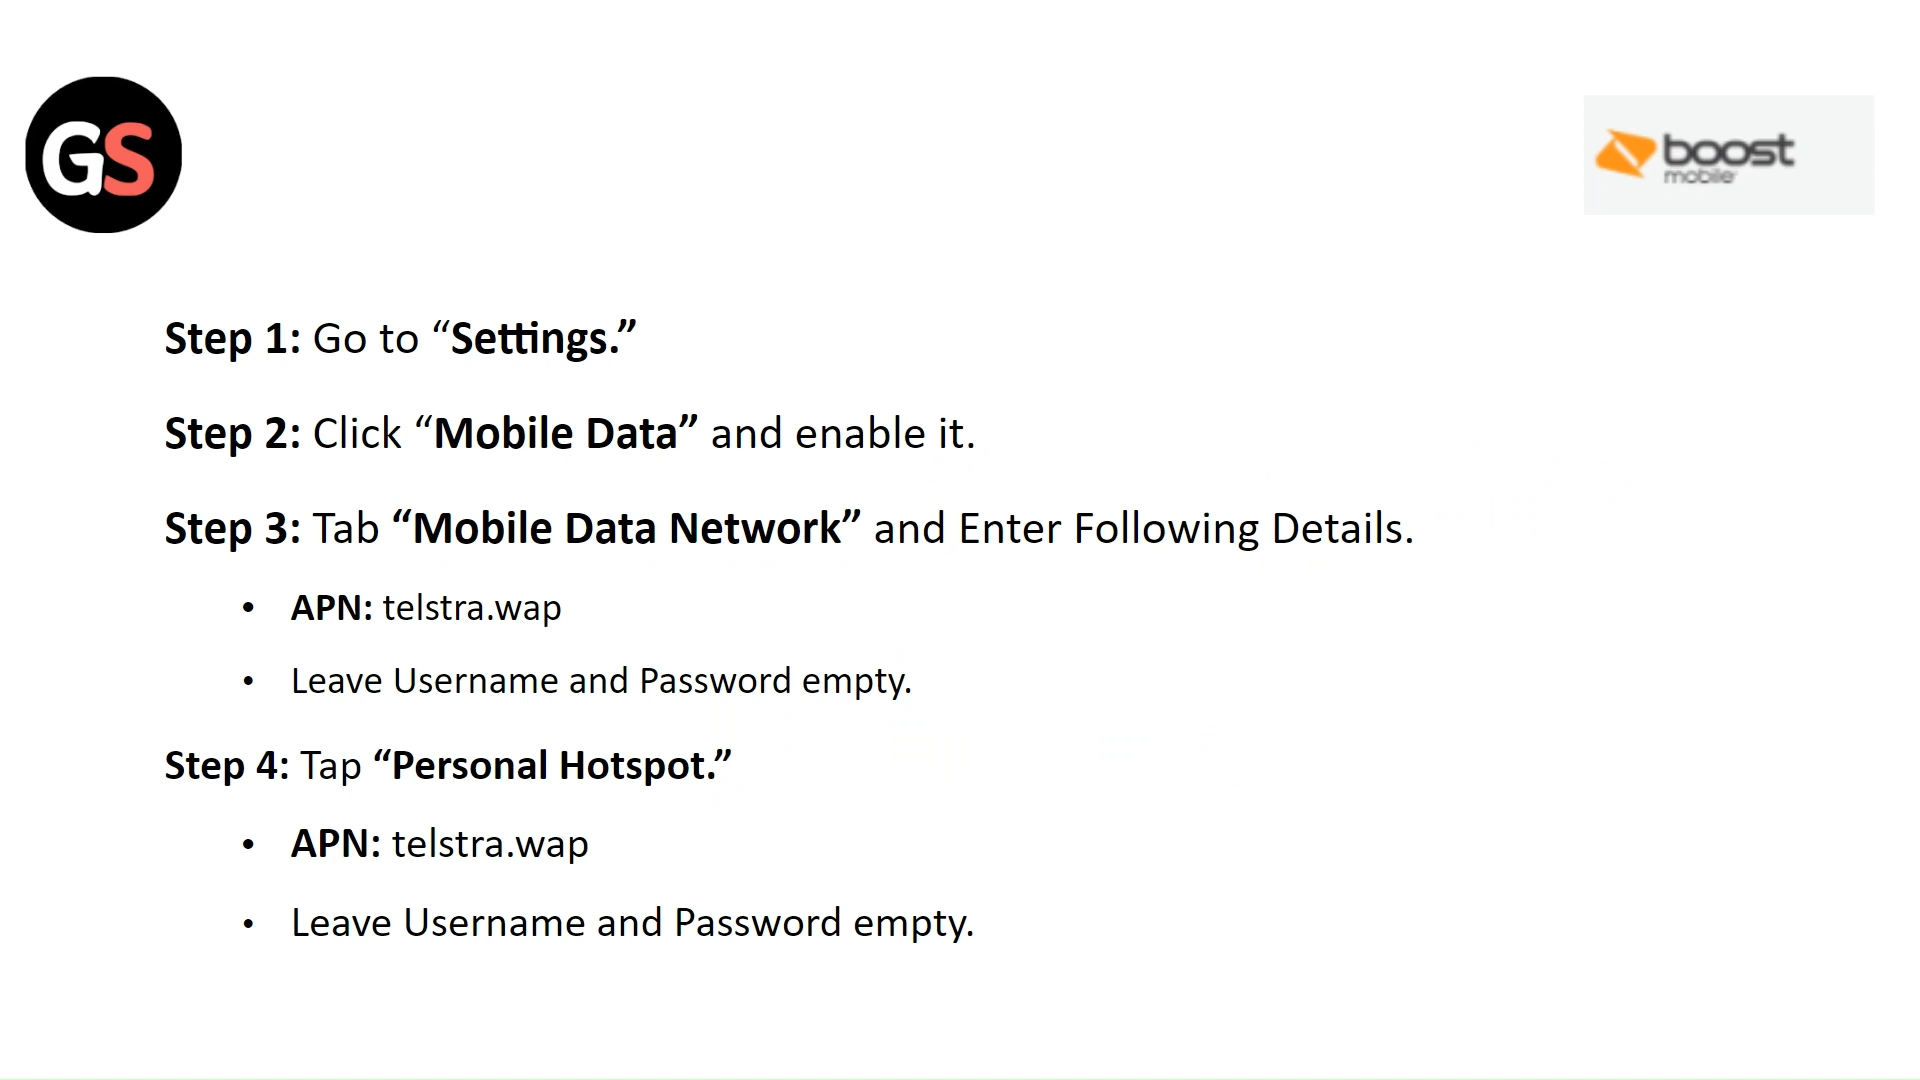 GS
boost
mobile
Step 1: Go to “Settings.”
Step 2: Click “Mobile Data” and enable it.
Step 3: Tab “Mobile Data Network” and Enter Following Details.
• APN: telstra.wap
• Leave Username and Password empty.
Step 4: Tap “Personal Hotspot.”
• APN: telstra.wap
• Leave Username and Password empty.